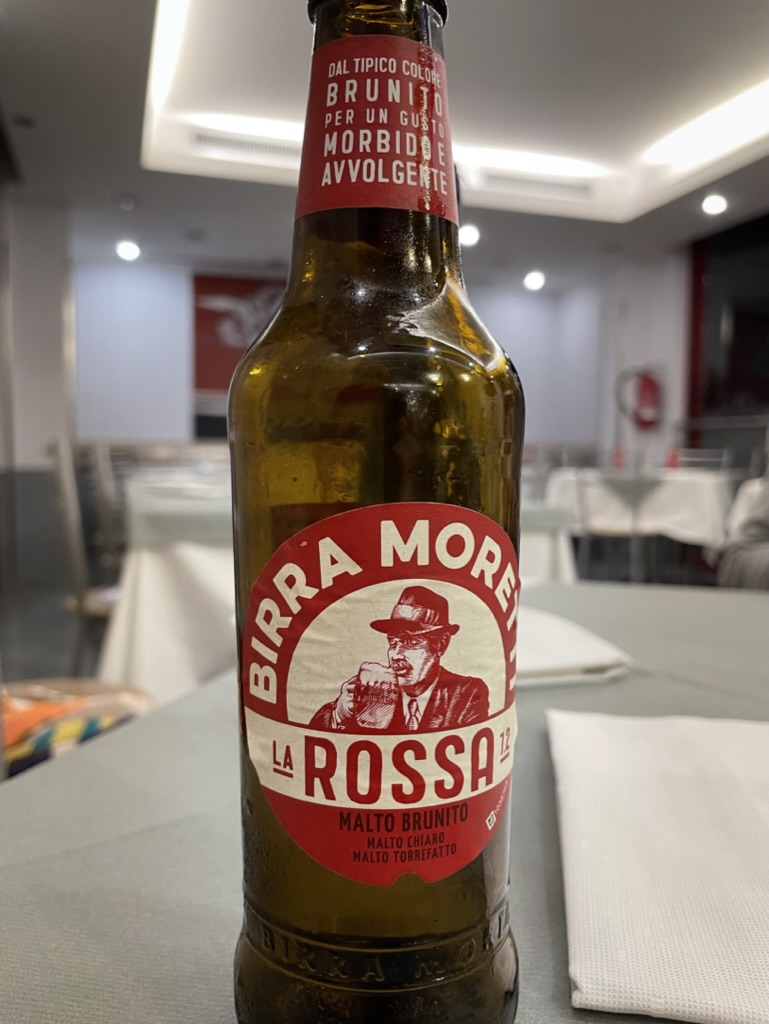 DAL TIPICO COLORE
BRUNITO
PER UN GUSTO
MORBIDO E
AVVOLGENTE
BIRRA MORETTI
LA ROSSA 7.2
MALTO BRUNITO
MALTO CHIARO
MALTO TORREFATTO
BIRRA MORE